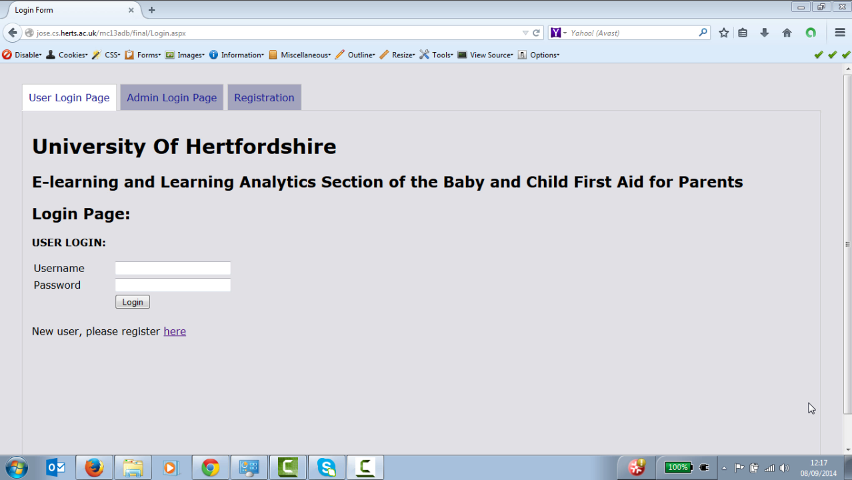 Login Form
jose.cs.herts.ac.uk/mc13adb/final/Login.aspx
Yahoo! (Avast)
Disable Cookies CSS Forms Images Information Miscellaneous Outline Resize Tools View Source Options
User Login Page Admin Login Page Registration
University Of Hertfordshire
E-learning and Learning Analytics Section of the Baby and Child First Aid for Parents
Login Page:
USER LOGIN:
Username
Password
Login
New user, please register here
100%
12:17
08/09/2014